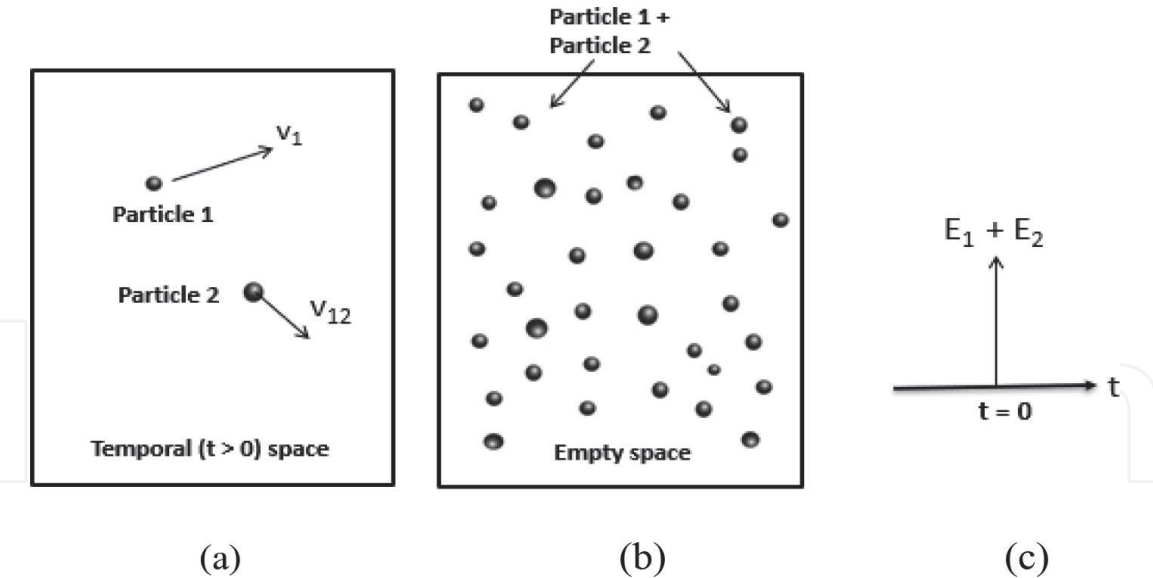 Particle 1 +
Particle 2
v₁
Particle 1
Particle 2
v₁₂
Temporal (t > 0) space
Empty space
E₁ + E₂
t
t = 0
(a)
(b)
(c)